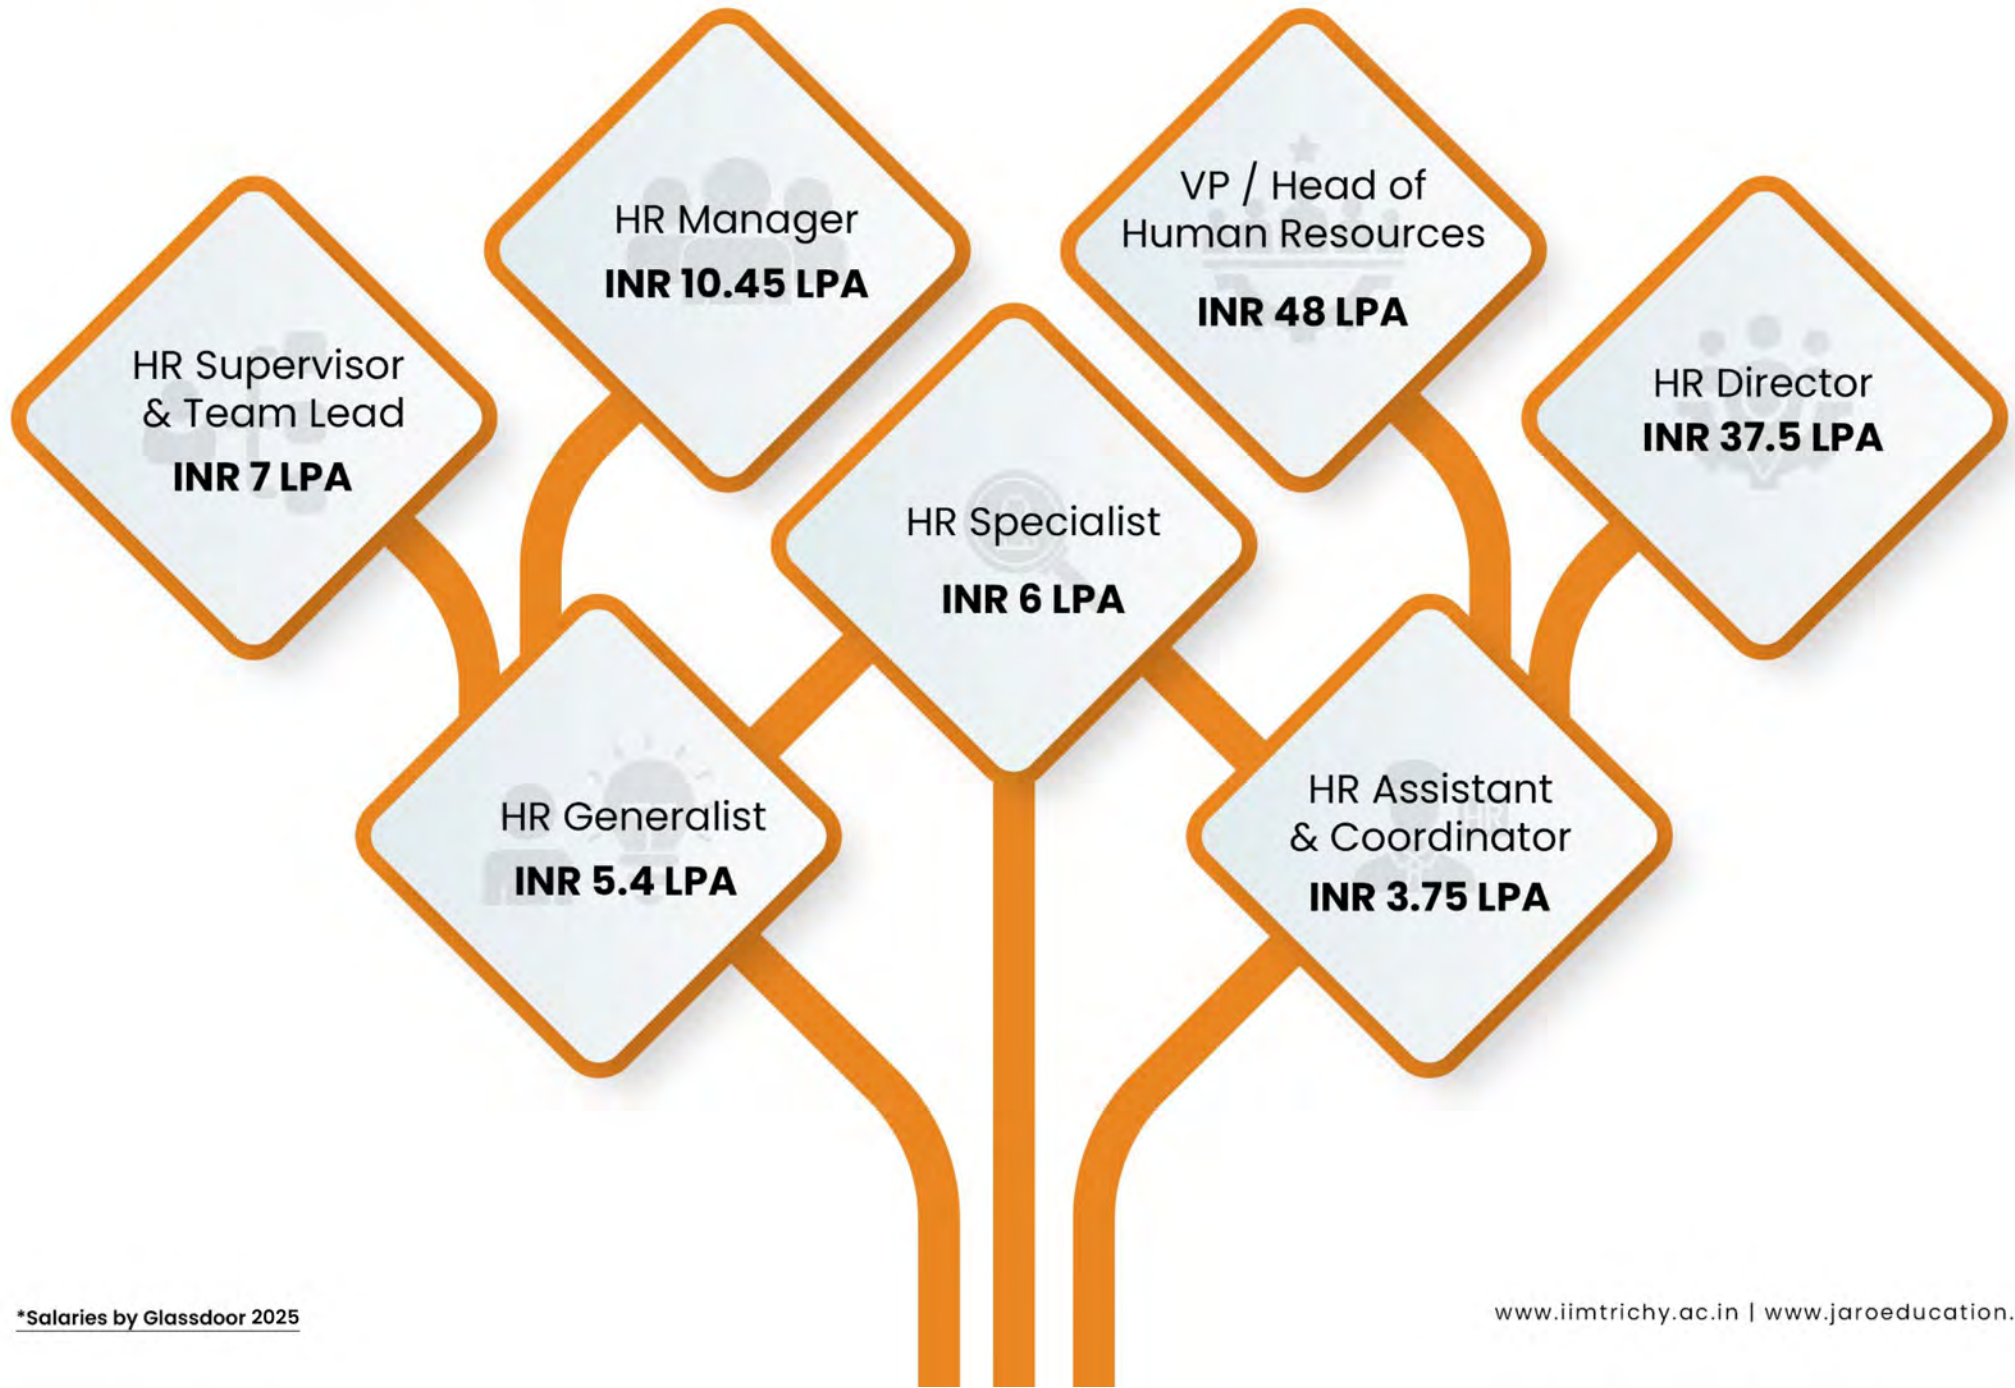 HR Manager
INR 10.45 LPA
VP / Head of
Human Resources
INR 48 LPA
HR Supervisor
& Team Lead
INR 7 LPA
HR Director
INR 37.5 LPA
HR Specialist
INR 6 LPA
HR Generalist
INR 5.4 LPA
HR Assistant
& Coordinator
INR 3.75 LPA
*Salaries by Glassdoor 2025
www.iimtrichy.ac.in | www.jaroeducation.